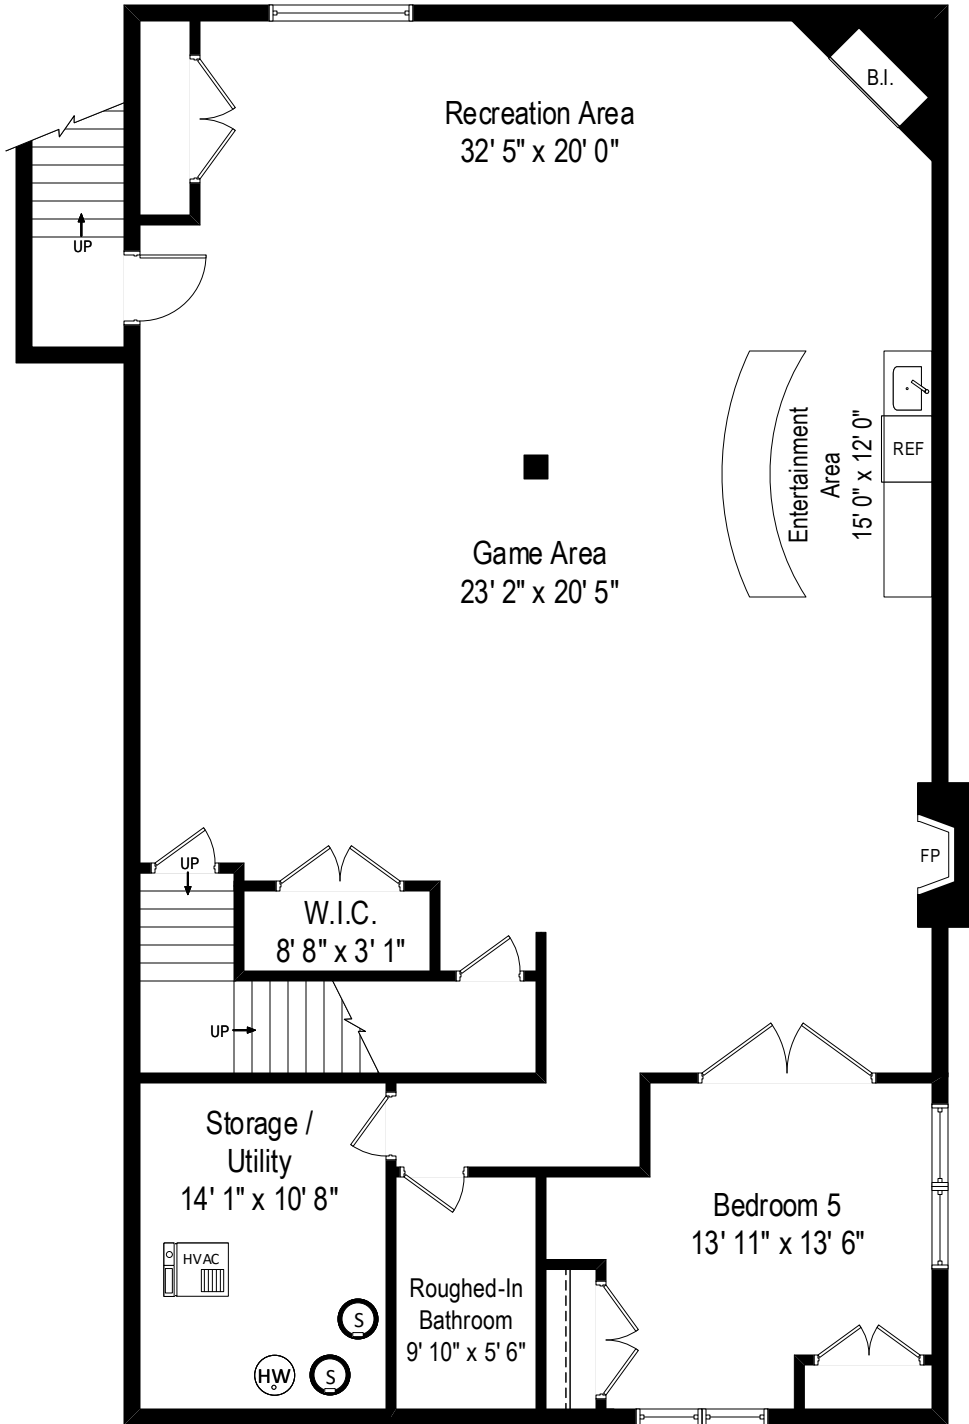 B.I.
Recreation Area
32' 5" x 20' 0"
UP
Entertainment
Area
15' 0" x 12' 0"
REF
Game Area
23' 2" x 20' 5"
UP
FP
W.I.C.
8' 8" x 3' 1"
UP
Storage /
Utility
14' 1" x 10' 8"
Bedroom 5
13' 11" x 13' 6"
HVAC
Roughed-In
Bathroom
9' 10" x 5' 6"
S
HW
S